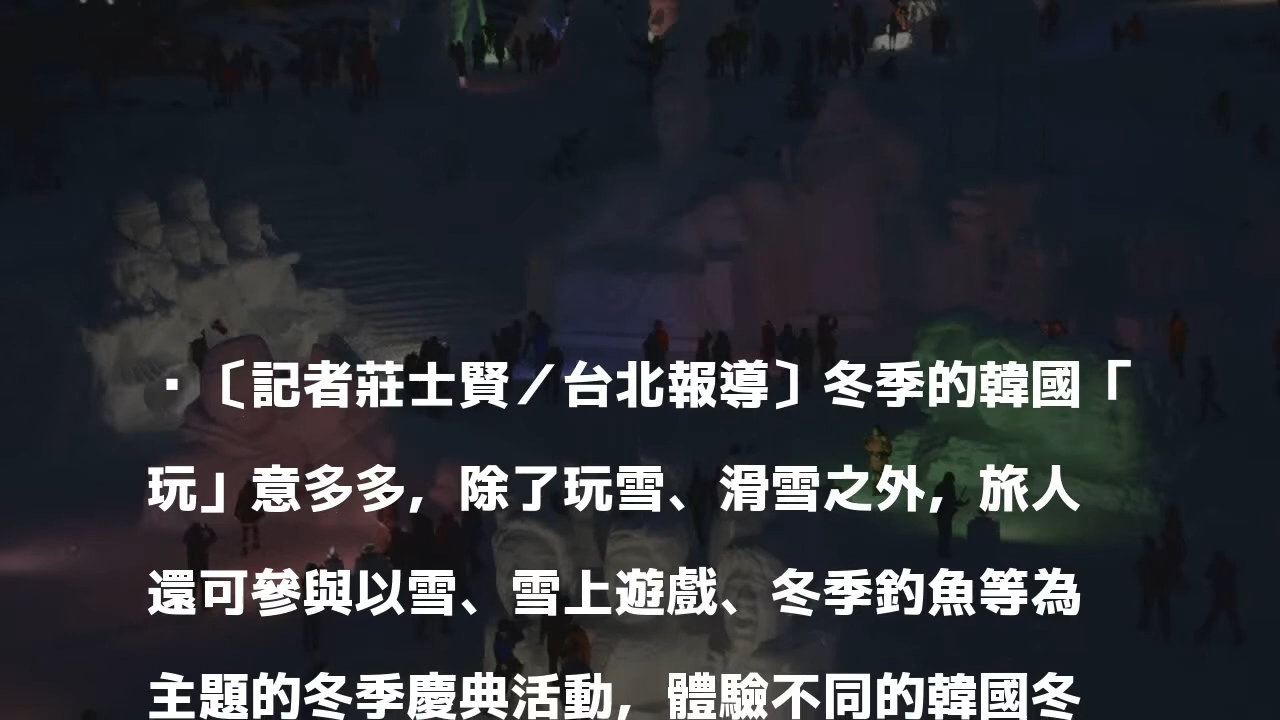 ▪〔記者莊士賢／台北報導〕冬季的韓國「
玩」意多多，除了玩雪、滑雪之外，旅人
還可參與以雪、雪上遊戲、冬季釣魚等為
主題的冬季慶典活動，體驗不同的韓國冬